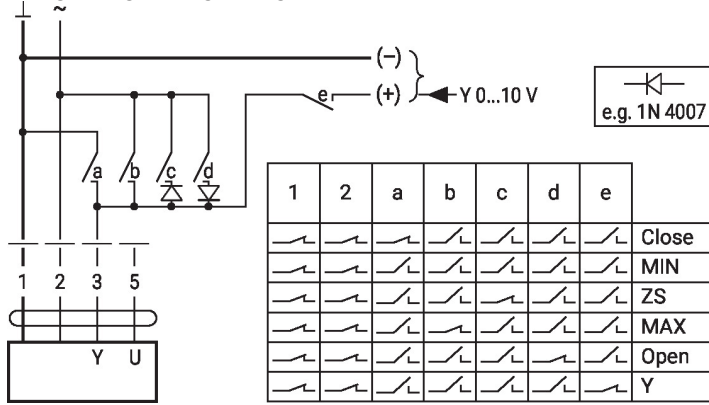 ~
(–)
e (+) Y 0...10 V
e.g. 1N 4007
a b c d
1 2 a b c d e
Close
MIN
ZS
MAX
Open
Y
1 2 3 5
Y U